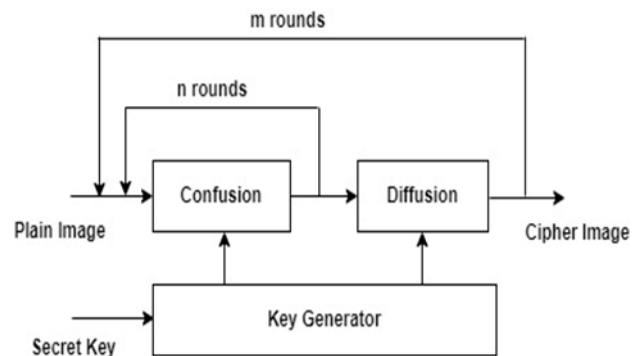 m rounds
n rounds
Confusion
Diffusion
Plain Image
Cipher Image
Key Generator
Secret Key